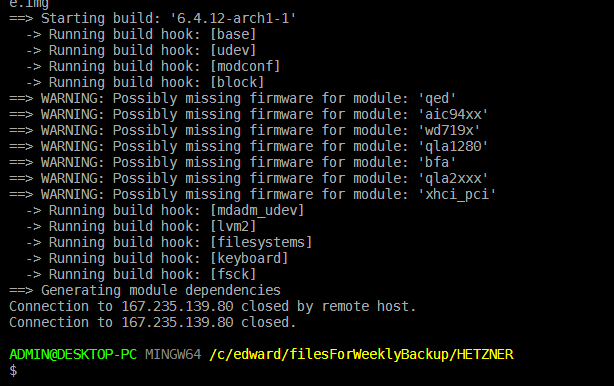 e.img
==> Starting build: '6.4.12-arch1-1'
-> Running build hook: [base]
-> Running build hook: [udev]
-> Running build hook: [modconf]
-> Running build hook: [block]
==> WARNING: Possibly missing firmware for module: 'qed'
==> WARNING: Possibly missing firmware for module: 'aic94xx'
==> WARNING: Possibly missing firmware for module: 'wd719x'
==> WARNING: Possibly missing firmware for module: 'qla1280'
==> WARNING: Possibly missing firmware for module: 'bfa'
==> WARNING: Possibly missing firmware for module: 'qla2xxx'
==> WARNING: Possibly missing firmware for module: 'xhci_pci'
-> Running build hook: [mdadm_udev]
-> Running build hook: [lvm2]
-> Running build hook: [filesystems]
-> Running build hook: [keyboard]
-> Running build hook: [fsck]
==> Generating module dependencies
Connection to 167.235.139.80 closed by remote host.
Connection to 167.235.139.80 closed.
ADMIN@DESKTOP-PC MINGW64 /c/edward/filesForWeeklyBackup/HETZNER
$